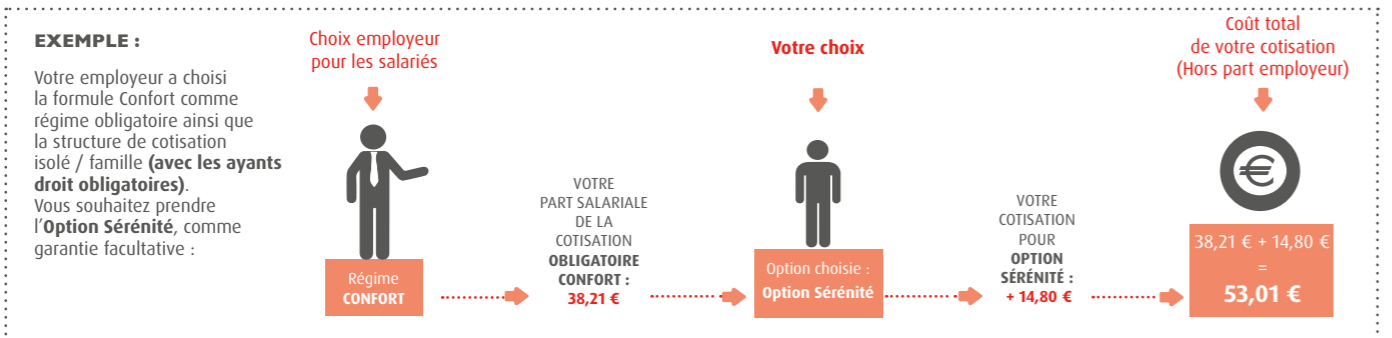 EXEMPLE :
Votre employeur a choisi
la formule Confort comme
régime obligatoire ainsi que
la structure de cotisation
isolé / famille (avec les ayants
droit obligatoires).
Vous souhaitez prendre
l'Option Sérénité, comme
garantie facultative :
Choix employeur
pour les salariés
Régime
CONFORT
VOTRE
PART SALARIALE
DE LA
COTISATION
OBLIGATOIRE
CONFORT :
38,21 €
Votre choix
Option choisie :
Option Sérénité
VOTRE
COTISATION
POUR
OPTION
SÉRÉNITÉ :
+ 14,80 €
Coût total
de votre cotisation
(Hors part employeur)
€
38,21 € + 14,80 €
=
53,01 €